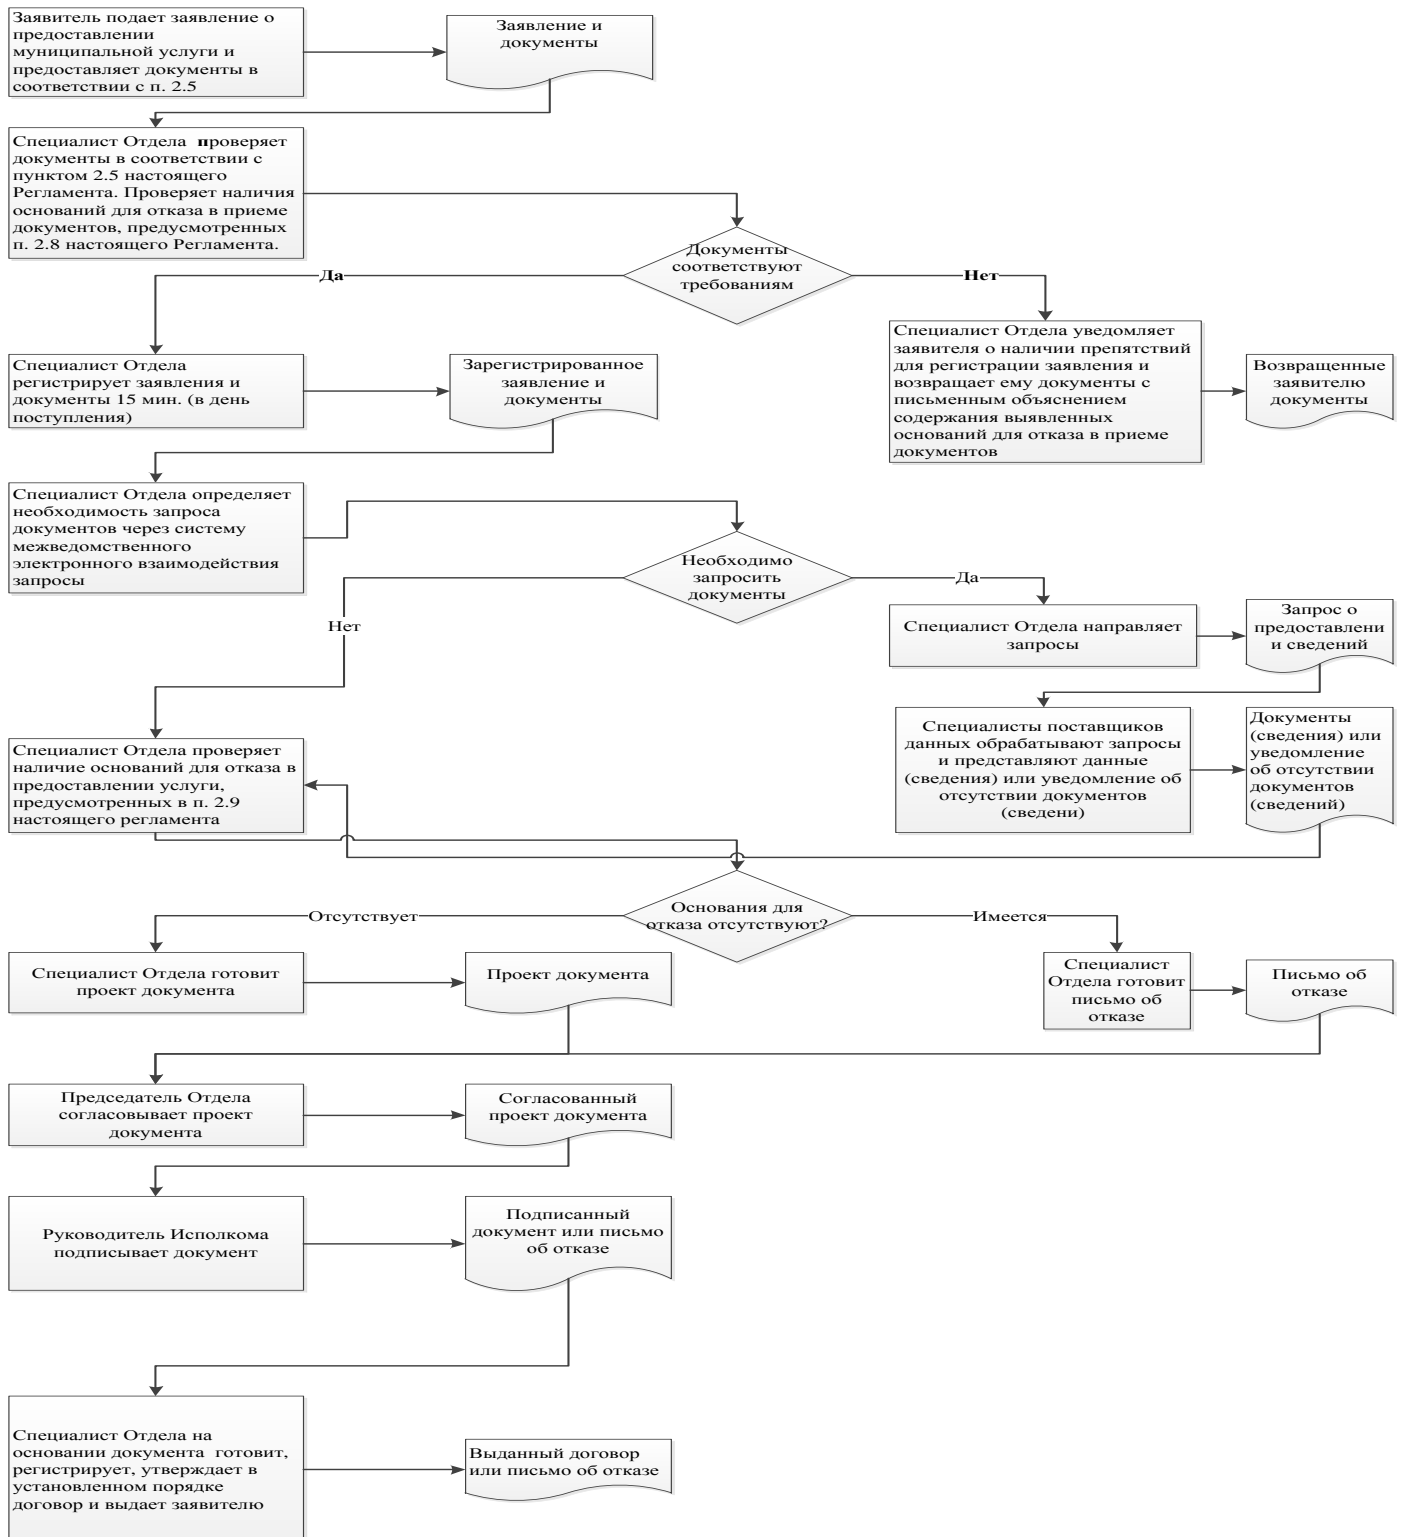 Заявитель подает заявление о
предоставлении
муниципальной услуги и
предоставляет документы в
соответствии с п. 2.5
Заявление и
документы
Специалист Отдела  проверяет
документы в соответствии с
пунктом 2.5 настоящего
Регламента. Проверяет наличия
оснований для отказа в приеме
документов, предусмотренных
п. 2.8 настоящего Регламента.
Документы
соответствуют
требованиям
Да
Нет
Специалист Отдела
регистрирует заявления и
документы 15 мин. (в день
поступления)
Зарегистрированное
заявление и
документы
Специалист Отдела уведомляет
заявителя о наличии препятствий
для регистрации заявления и
возвращает ему документы с
письменным объяснением
содержания выявленных
оснований для отказа в приеме
документов
Возвращенные
заявителю
документы
Специалист Отдела определяет
необходимость запроса
документов через систему
межведомственного
электронного взаимодействия
запросы
Необходимо
запросить
документы
Да
Нет
Специалист Отдела направляет
запросы
Запрос о
предоставлени
и сведений
Специалисты поставщиков
данных обрабатывают запросы
и представляют данные
(сведения) или уведомление об
отсутствии документов
(сведени)
Документы
(сведения) или
уведомление
об отсутствии
документов
(сведений)
Специалист Отдела проверяет
наличие оснований для отказа в
предоставлении услуги,
предусмотренных в п. 2.9
настоящего регламента
Основания для
отказа отсутствуют?
Отсутствует
Имеется
Специалист Отдела готовит
проект документа
Проект документа
Специалист
Отдела готовит
письмо об
отказе
Письмо об
отказе
Председатель Отдела
согласовывает проект
документа
Согласованный
проект документа
Руководитель Исполкома
подписывает документ
Подписанный
документ или письмо
об отказе
Специалист Отдела на
основании документа  готовит,
регистрирует, утверждает в
установленном порядке
договор и выдает заявителю
Выданный договор
или письмо об отказе